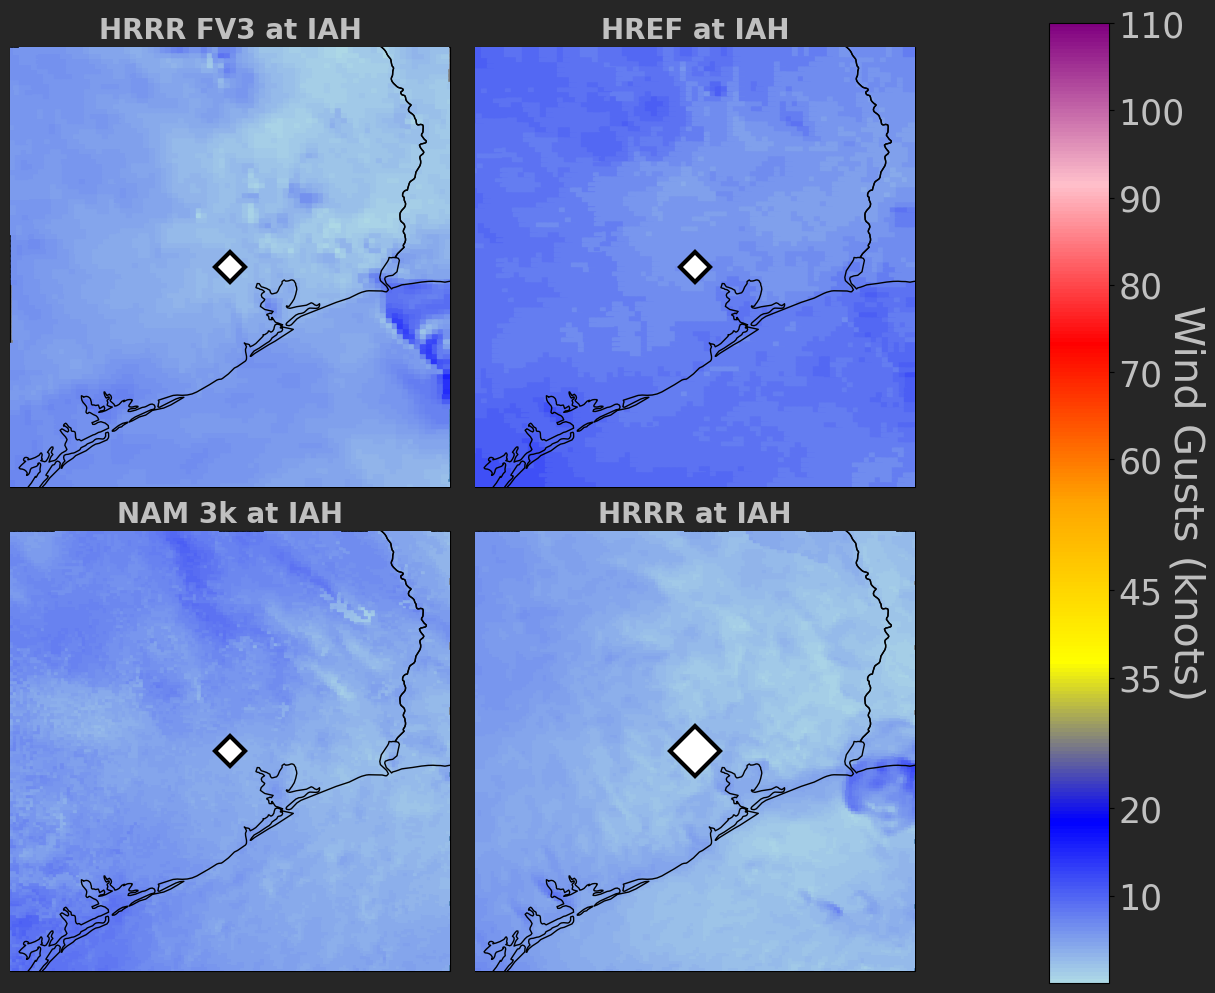 HRRR FV3 at IAH
HREF at IAH
NAM 3k at IAH
HRRR at IAH
110
100
90
80
70
60
45
35
20
10
Wind Gusts (knots)